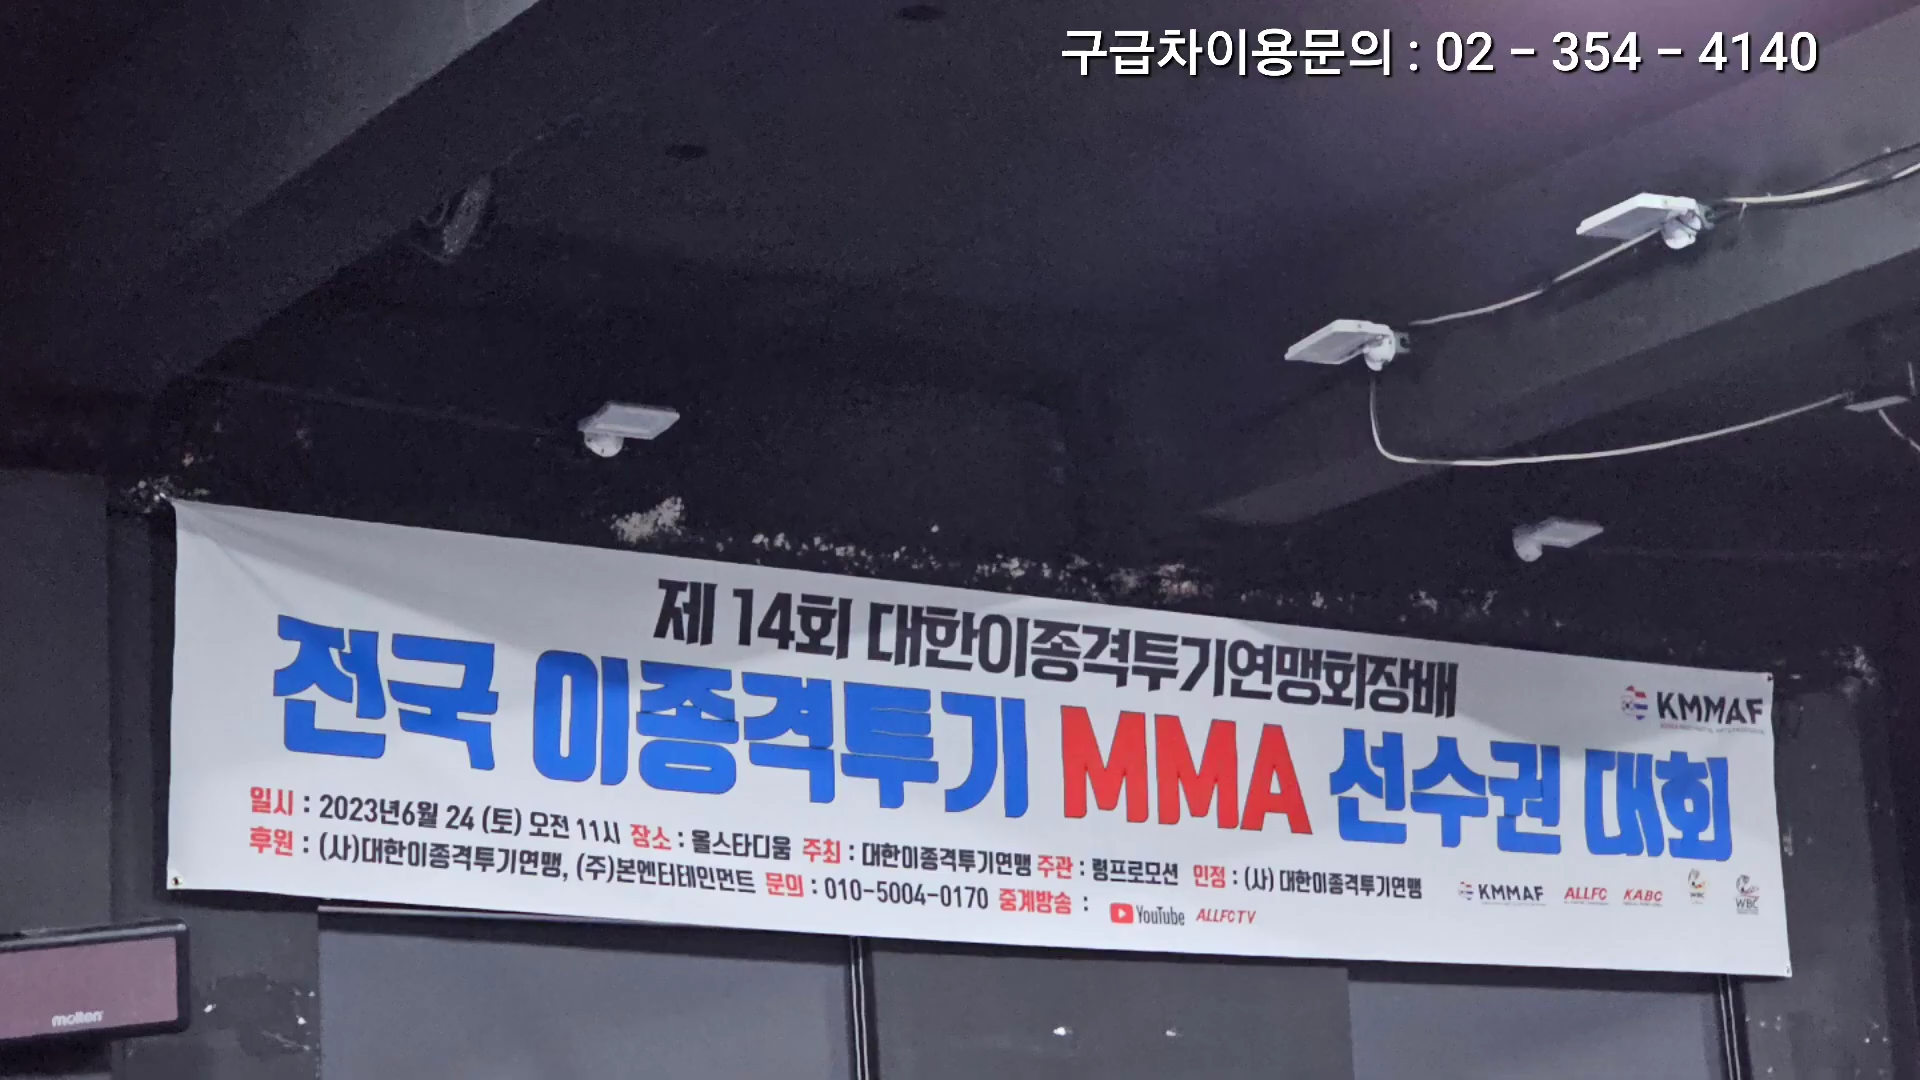 구급차이용문의 : 02 - 354 - 4140
제 14회 대한이종격투기연맹회장배
KMMAF
전국 이종격투기 MMA 선수권 대회
일시 : 2023년6월 24 (토) 오전 11시 장소 : 올스타디움 주최 : 대한이종격투기연맹 주관 : 령프로모션 인정 : (사) 대한이종격투기연맹
후원 : (사)대한이종격투기연맹, (주)본엔터테인먼트 문의 : 010-5004-0170 중계방송 : YouTube ALLFCTV
KMMAF ALLFC KABC WBC WBC
molten